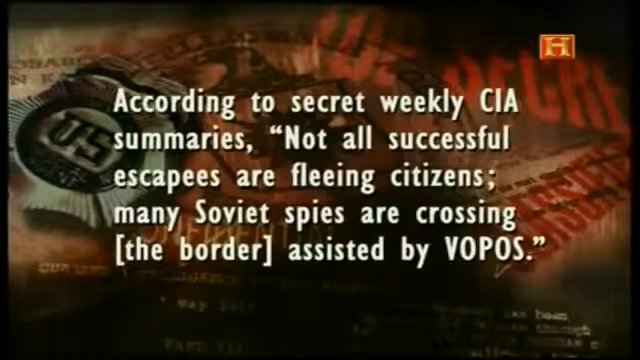 H
According to secret weekly CIA
summaries, “Not all successful
escapees are fleeing citizens;
many Soviet spies are crossing
[the border] assisted by VOPOS.”
US